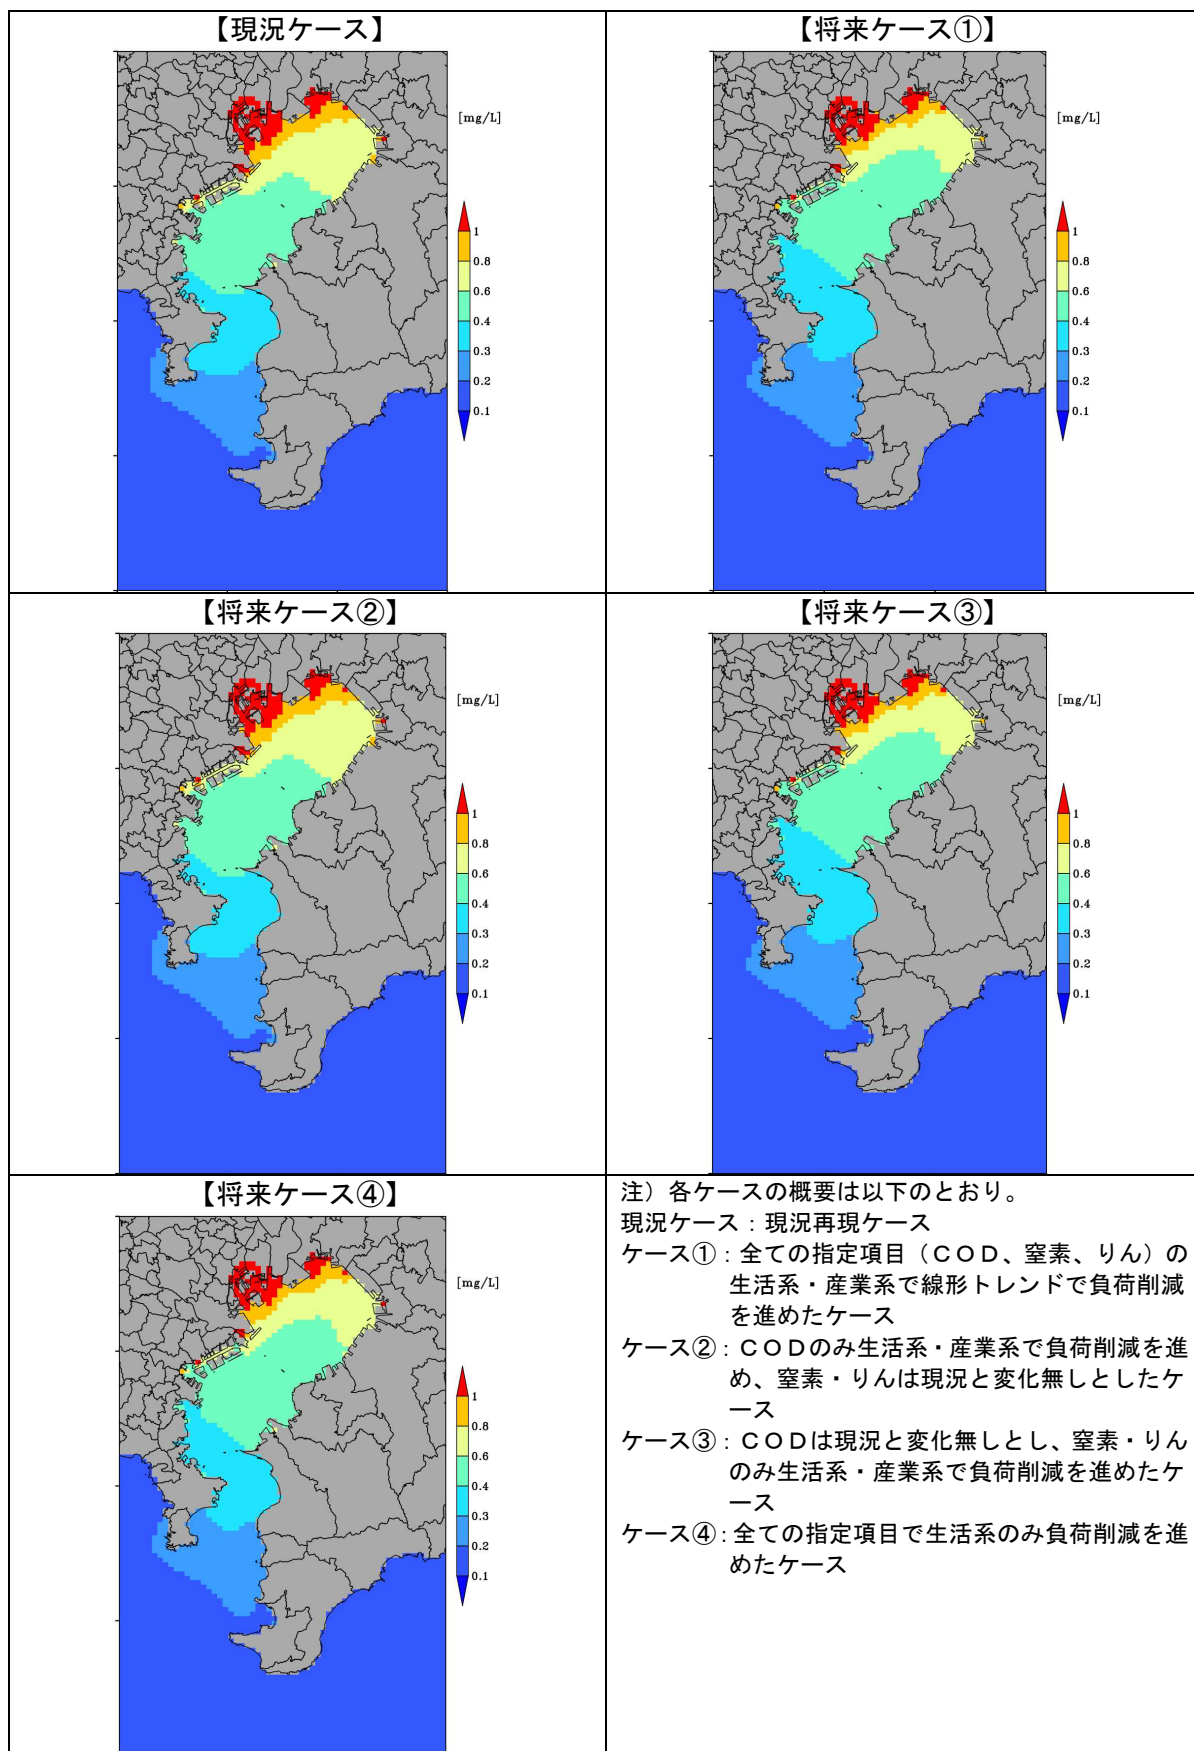 【現況ケース】
[mg/L]
1
0.8
0.6
0.4
0.3
0.2
0.1
【将来ケース①】
[mg/L]
1
0.8
0.6
0.4
0.3
0.2
0.1
【将来ケース②】
[mg/L]
1
0.8
0.6
0.4
0.3
0.2
0.1
【将来ケース③】
[mg/L]
1
0.8
0.6
0.4
0.3
0.2
0.1
【将来ケース④】
[mg/L]
1
0.8
0.6
0.4
0.3
0.2
0.1
注）各ケースの概要は以下のとおり。
現況ケース：現況再現ケース
ケース①：全ての指定項目（ＣＯＤ、窒素、りん）の
生活系・産業系で線形トレンドで負荷削減
を進めたケース
ケース②：ＣＯＤのみ生活系・産業系で負荷削減を進
め、窒素・りんは現況と変化無しとしたケ
ース
ケース③：ＣＯＤは現況と変化無しとし、窒素・りん
のみ生活系・産業系で負荷削減を進めたケ
ース
ケース④：全ての指定項目で生活系のみ負荷削減を進
めたケース